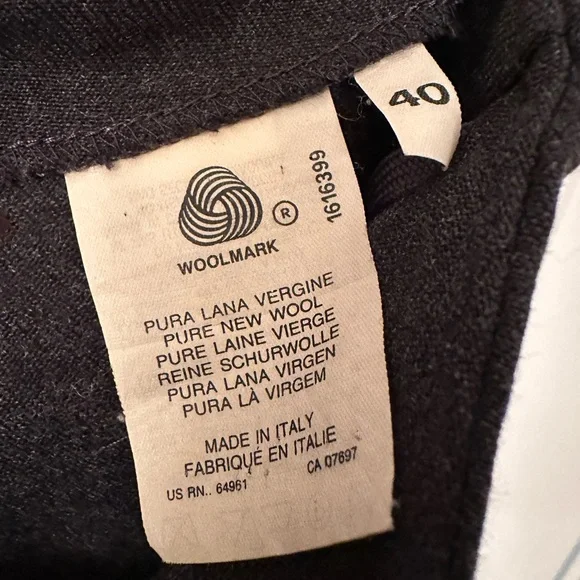 40
1616399
®
WOOLMARK
PURA LANA VERGINE
PURE NEW WOOL
PURE LAINE VIERGE
REINE SCHURWOLLE
PURA LANA VIRGEN
PURA LÀ VIRGEM
MADE IN ITALY
FABRIQUÉ EN ITALIE
US RN.. 64961 CA 07697